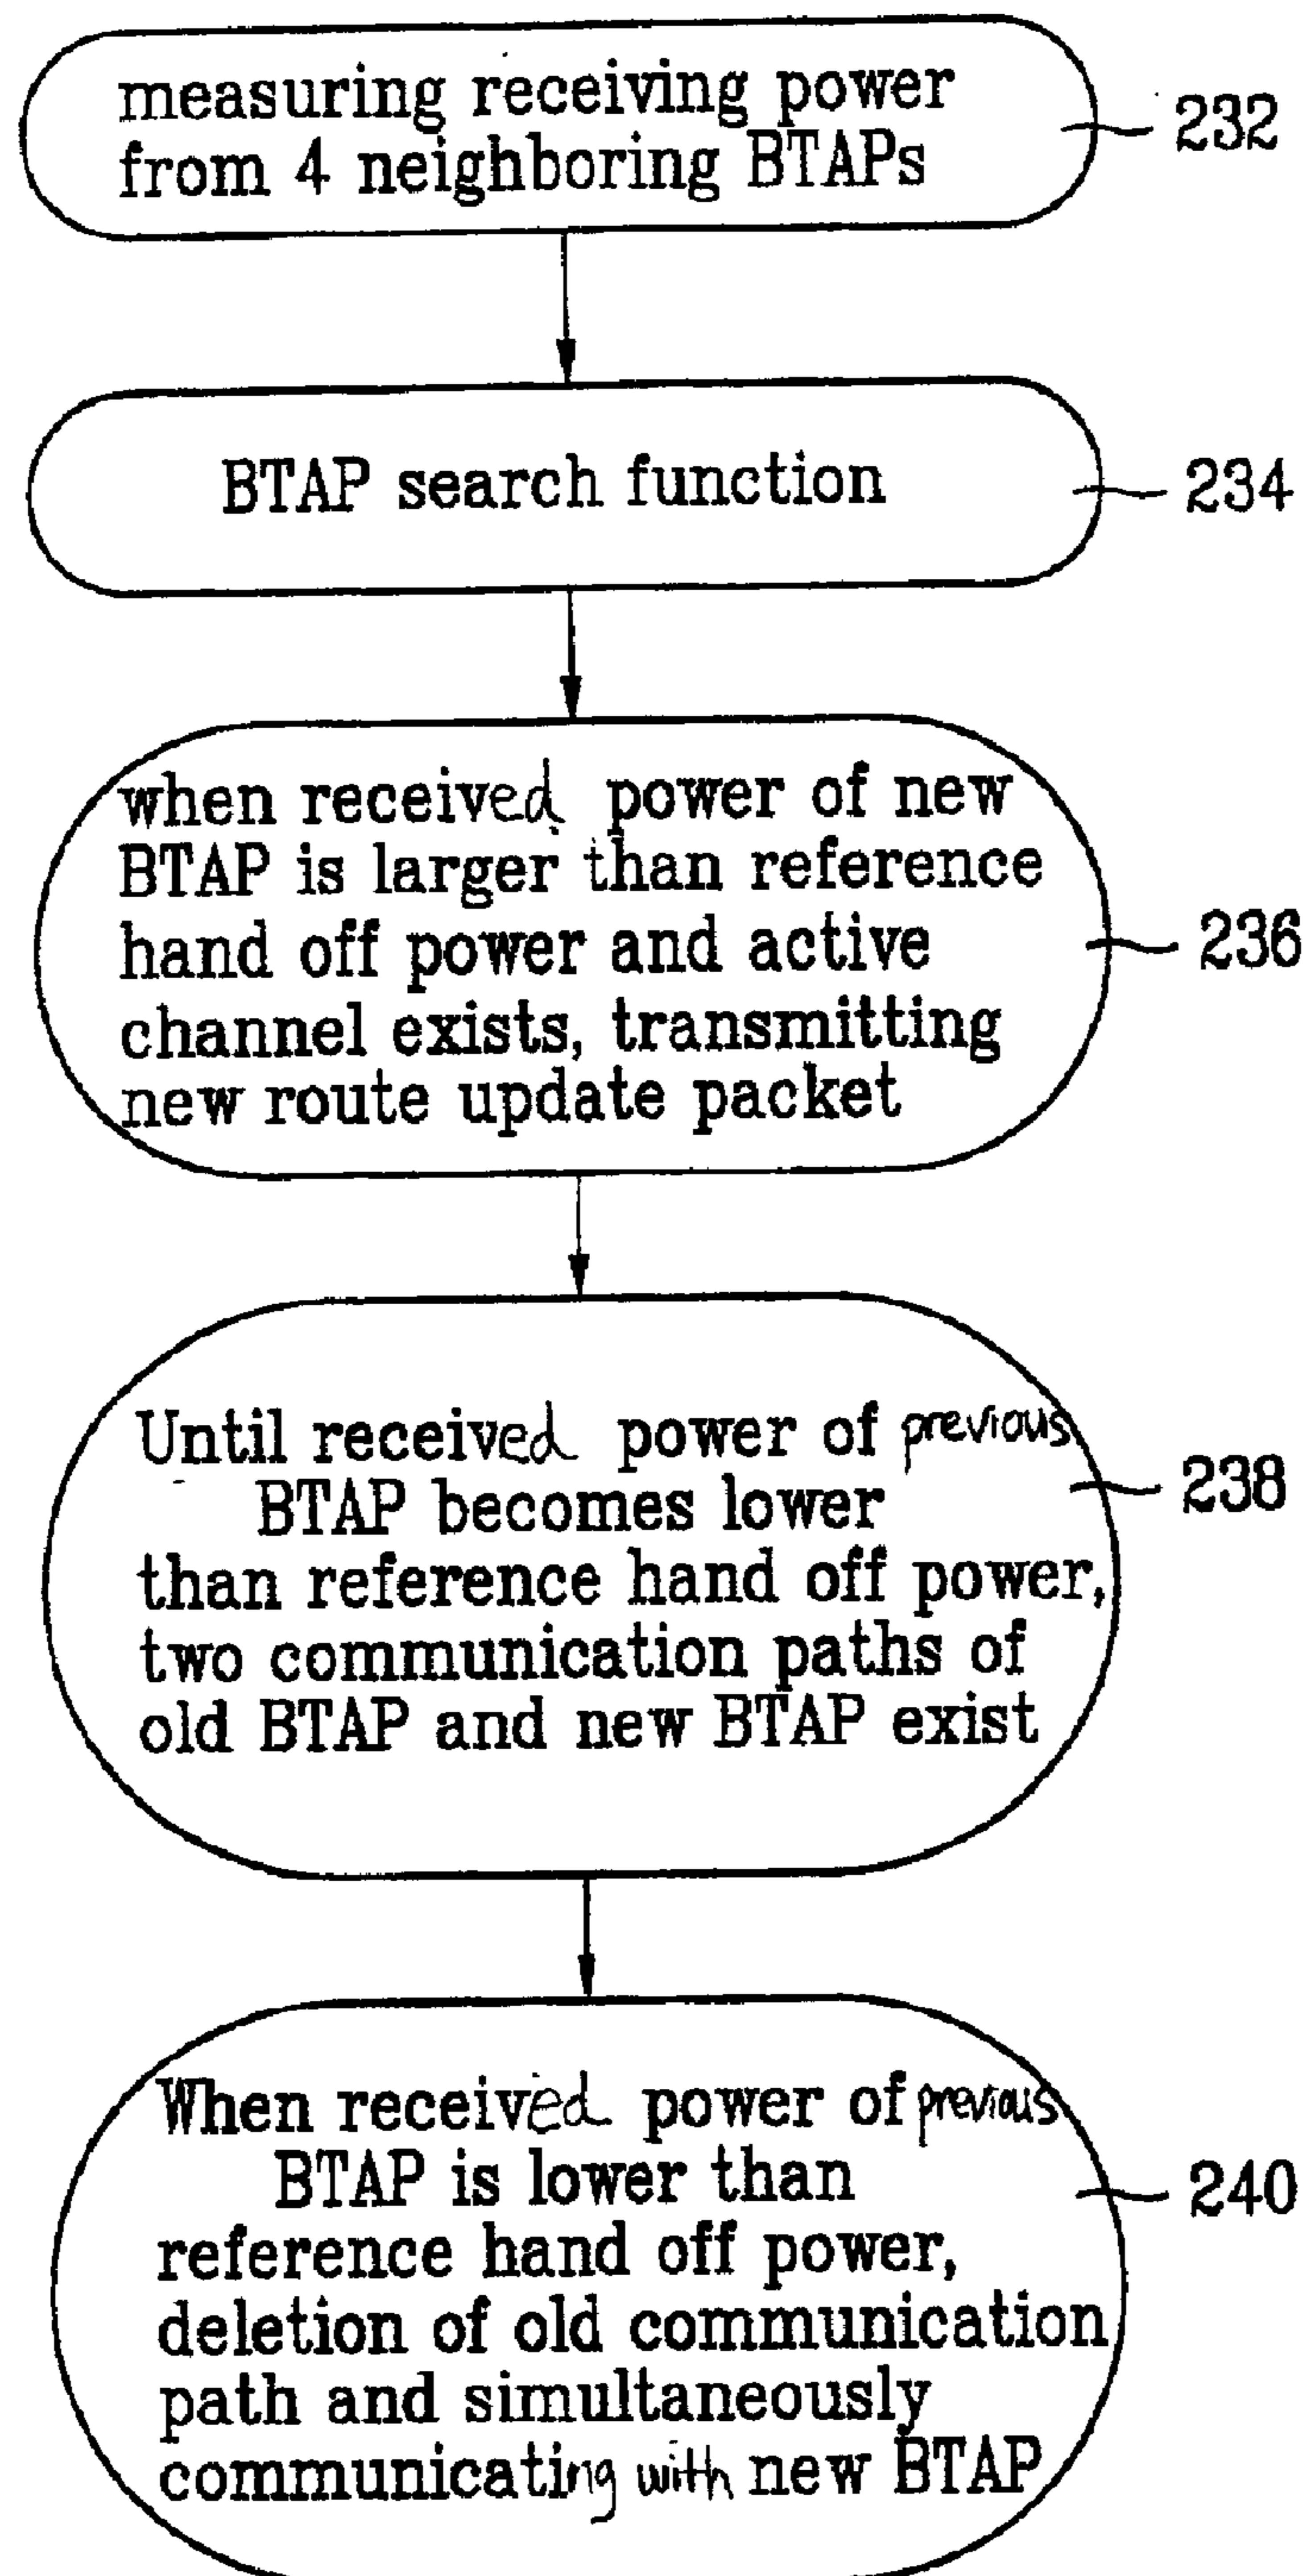 measuring receiving power
from 4 neighboring BTAPs
232
BTAP search function
234
when received power of new
BTAP is larger than reference
hand off power and active
channel exists, transmitting
new route update packet
236
Until received power of previous
BTAP becomes lower
than reference hand off power,
two communication paths of
old BTAP and new BTAP exist
238
When received power of previous
BTAP is lower than
reference hand off power,
deletion of old communication
path and simultaneously
communicating with new BTAP
240